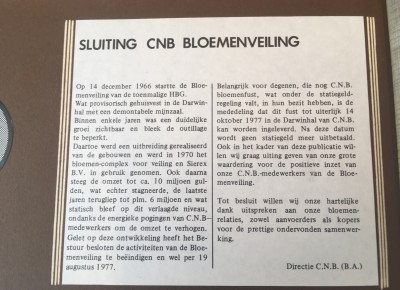 SLUITING CNB BLOEMENVEILING
Op 14 december 1966 startte de Bloe-
menveiling van de toenmalige HBG.
Wat provisorisch gehuisvest in de Darwin-
hal met een demontabele mijnzaal.
Binnen enkele jaren was een duidelijke
groei zichtbaar en bleek de outillage
te beperkt.
Daartoe werd een uitbreiding gerealiseerd
van de gebouwen en werd in 1970 het
bloemen-complex voor veiling en Sierex
B.V. in gebruik genomen. Ook daarna
steeg de omzet tot ca. 10 miljoen gul-
den, wat echter stagneerde, de laatste
jaren terugliep tot plm. 6 miljoen en wat
statisch bleef op dit verlaagde niveau,
ondanks de energieke pogingen van C.N.B–
medewerkers om de omzet te verhogen.
Gelet op deze ontwikkeling heeft het Be-
stuur besloten de activiteiten van de Bloe-
menveiling te beëindigen en wel per 19
augustus 1977.
Belangrijk voor degenen, die nog C.N.B.
bloemenfust, wat onder de statiegeld-
regeling valt, in hun bezit hebben, is de
mededeling dat dit fust tot uiterlijk 14
oktober 1977 in de Darwinhal van C.N.B.
kan worden ingeleverd. Na deze datum
wordt geen statiegeld meer uitbetaald.
Ook in het kader van deze publicatie wil-
len wij graag uiting geven van onze grote
waardering voor de positieve inzet van
onze C.N.B.-medewerkers van de Bloe-
menveiling.
Tot besluit willen wij onze hartelijke
dank uitspreken aan onze bloemen-
relaties, zowel aanvoerders als kopers
voor de prettige ondervonden samenwer-
king.
Directie C.N.B. (B.A.)